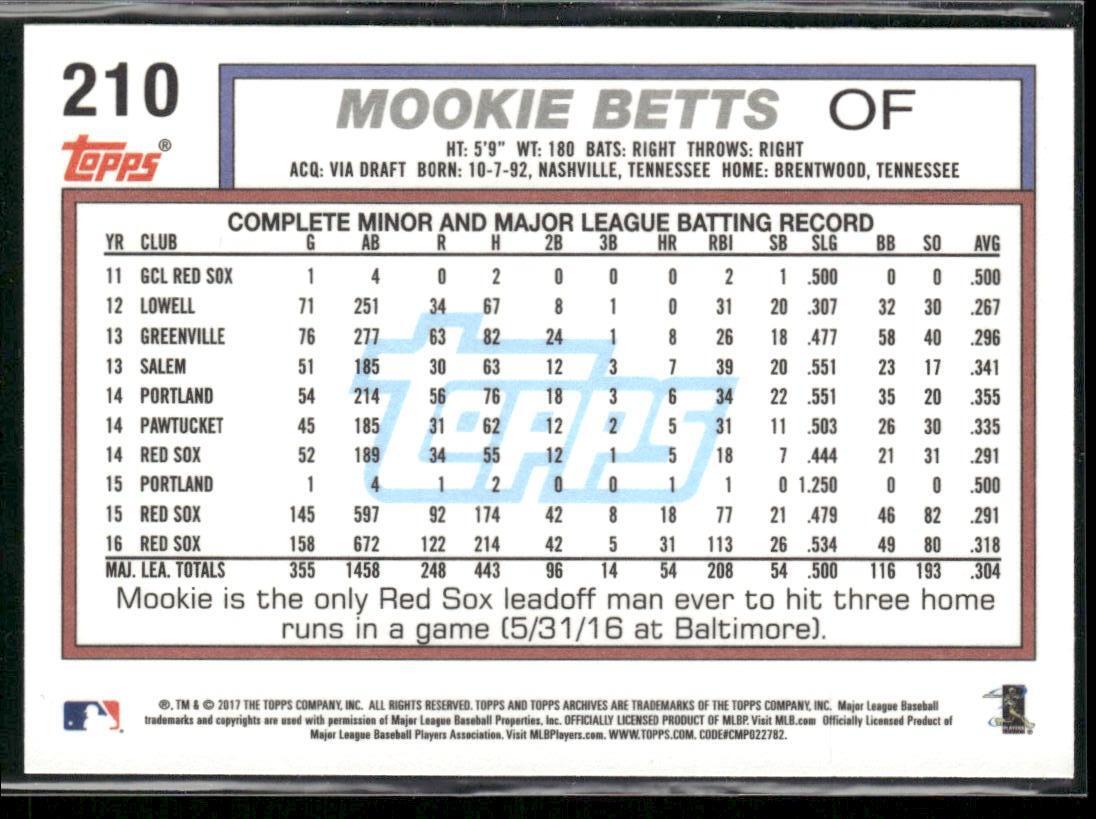 210
MOOKIE BETTS OF
TOPPS®
HT: 5'9" WT: 180 BATS: RIGHT THROWS: RIGHT
ACQ: VIA DRAFT BORN: 10-7-92, NASHVILLE, TENNESSEE HOME: BRENTWOOD, TENNESSEE
COMPLETE MINOR AND MAJOR LEAGUE BATTING RECORD
YR CLUB G AB R H 2B 3B HR RBI SB SLG BB SO AVG
11 GCL RED SOX 1 4 0 2 0 0 0 2 1 .500 0 0 .500
12 LOWELL 71 251 34 67 8 1 0 31 20 .307 32 30 .267
13 GREENVILLE 76 277 63 82 24 1 8 26 18 .477 58 40 .296
13 SALEM 51 185 30 63 12 3 7 39 20 .551 23 17 .341
14 PORTLAND 54 214 56 76 18 3 6 34 22 .551 35 20 .355
14 PAWTUCKET 45 185 31 62 12 2 5 31 11 .503 26 30 .335
14 RED SOX 52 189 34 55 12 1 5 18 7 .444 21 31 .291
15 PORTLAND 1 4 1 2 0 0 1 1 0 1.250 0 0 .500
15 RED SOX 145 597 92 174 42 8 18 77 21 .479 46 82 .291
16 RED SOX 158 672 122 214 42 5 31 113 26 .534 49 80 .318
MAJ. LEA. TOTALS 355 1458 248 443 96 14 54 208 54 .500 116 193 .304
TOPPS
Mookie is the only Red Sox leadoff man ever to hit three home
runs in a game (5/31/16 at Baltimore).
®, TM & © 2017 THE TOPPS COMPANY, INC. ALL RIGHTS RESERVED. TOPPS AND TOPPS ARCHIVES ARE TRADEMARKS OF THE TOPPS COMPANY, INC. Major League Baseball
trademarks and copyrights are used with permission of Major League Baseball Properties, Inc. OFFICIALLY LICENSED PRODUCT OF MLBP. Visit MLB.com Officially Licensed Product of
Major League Baseball Players Association. Visit MLBPlayers.com. WWW.TOPPS.COM. CODE#CMP022782.